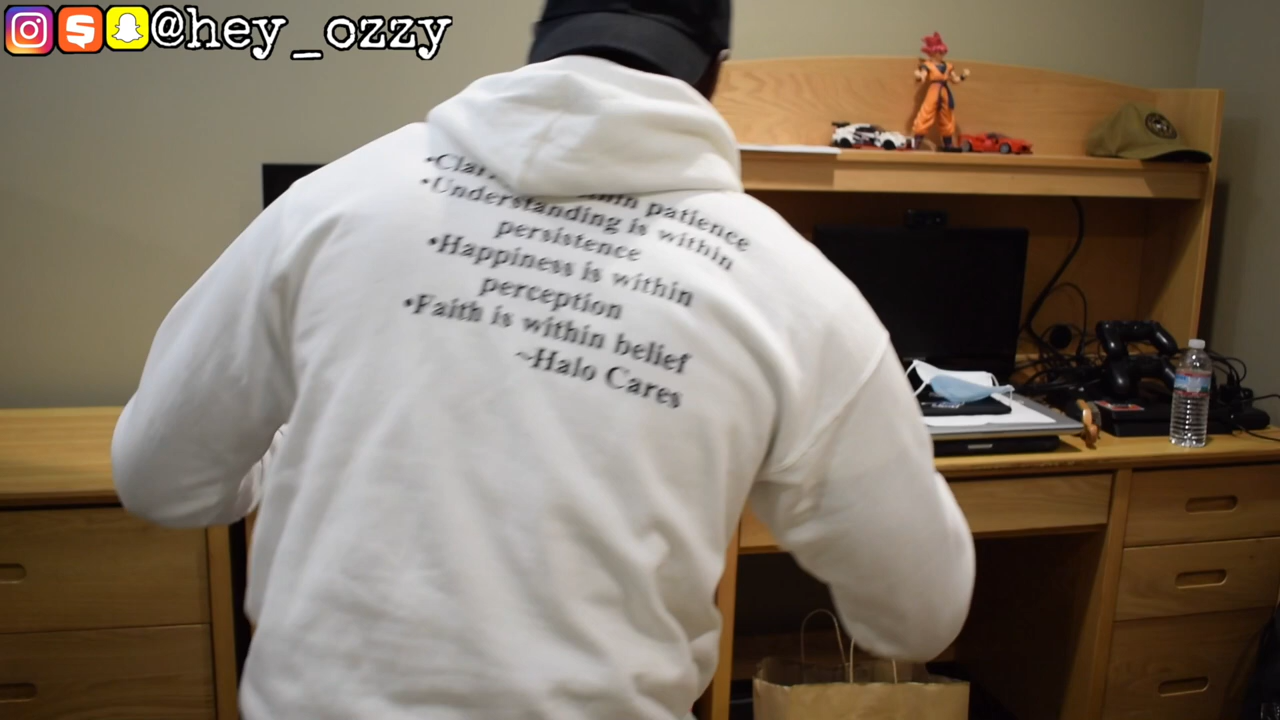 @hey_ozzy
patience
•Understanding is within
persistence
•Happiness is within
perception
•Faith is within belief
~Halo Cares